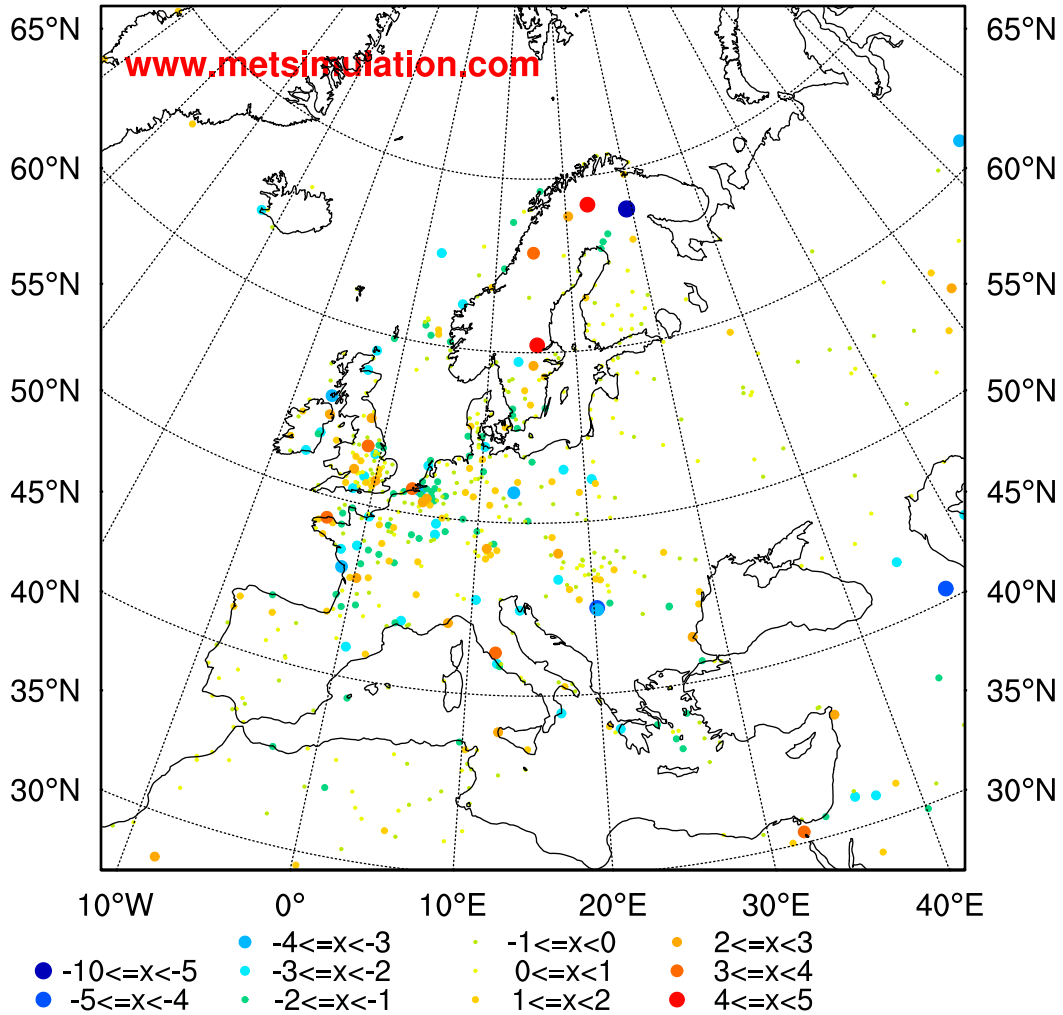 65°N 65°N
www.metsimulation.com
60°N 60°N
55°N 55°N
50°N 50°N
45°N 45°N
40°N 40°N
35°N 35°N
30°N 30°N
10°W 0° 10°E 20°E 30°E 40°E
-4<=x<-3 -1<=x<0 2<=x<3
-10<=x<-5 -3<=x<-2 0<=x<1 3<=x<4
-5<=x<-4 -2<=x<-1 1<=x<2 4<=x<5